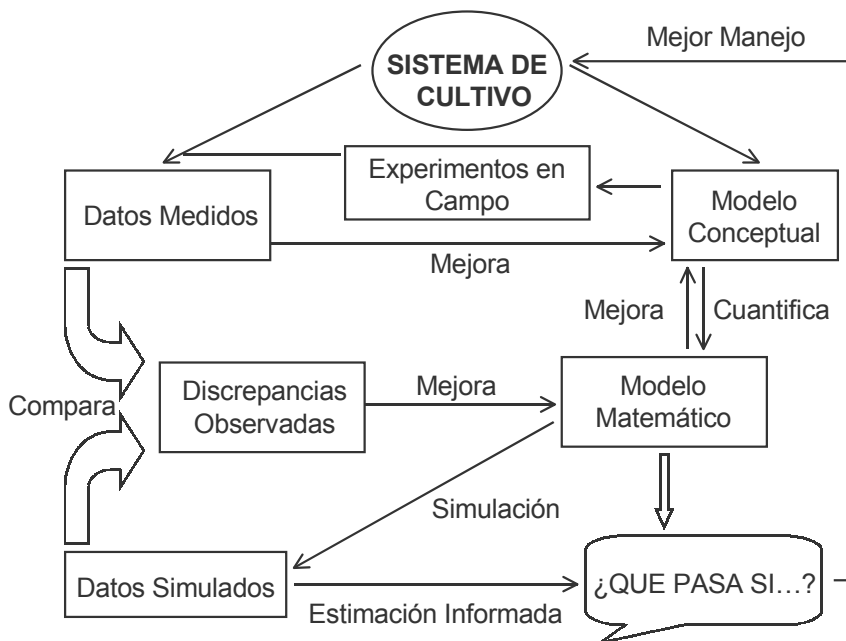 Mejor Manejo
SISTEMA DE
CULTIVO
Experimentos en
Campo
Datos Medidos
Modelo
Conceptual
Mejora
Mejora
Cuantifica
Compara
Discrepancias
Observadas
Mejora
Modelo
Matemático
Simulación
Datos Simulados
Estimación Informada
¿QUE PASA SI...?